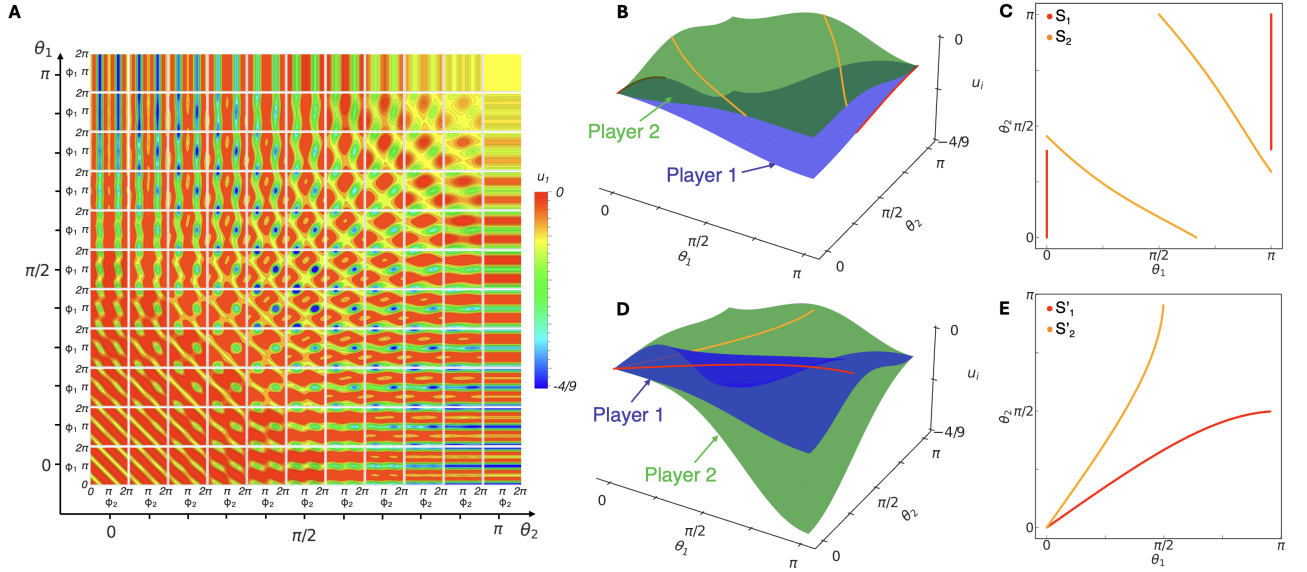 A
θ₁
2π
π ϕ₁ π
2π
ϕ₁ π
2π
ϕ₁ π
2π
ϕ₁ π
2π
ϕ₁ π
2π
π/2 ϕ₁ π
2π
ϕ₁ π
2π
ϕ₁ π
2π
ϕ₁ π
2π
ϕ₁ π
2π
0 ϕ₁ π
0
0 π 2π π 2π π 2π π 2π π 2π π 2π π 2π π 2π π 2π π 2π π 2π
ϕ₂ ϕ₂ ϕ₂ ϕ₂ ϕ₂ ϕ₂ ϕ₂ ϕ₂ ϕ₂ ϕ₂ ϕ₂
0 π/2 π θ₂
u₁
0
-4/9
B
Player 2
Player 1
0
uᵢ
−4/9
π
π/2
θ₂
0
0
π/2
θ₁
π
C
S₁
S₂
π
θ₂ π/2
0
0 π/2 π
θ₁
D
Player 1
Player 2
0
uᵢ
−4/9
π
π/2
θ₂
0
0
π/2
θ₁
π
E
S'₁
S'₂
π
θ₂ π/2
0
0 π/2 π
θ₁